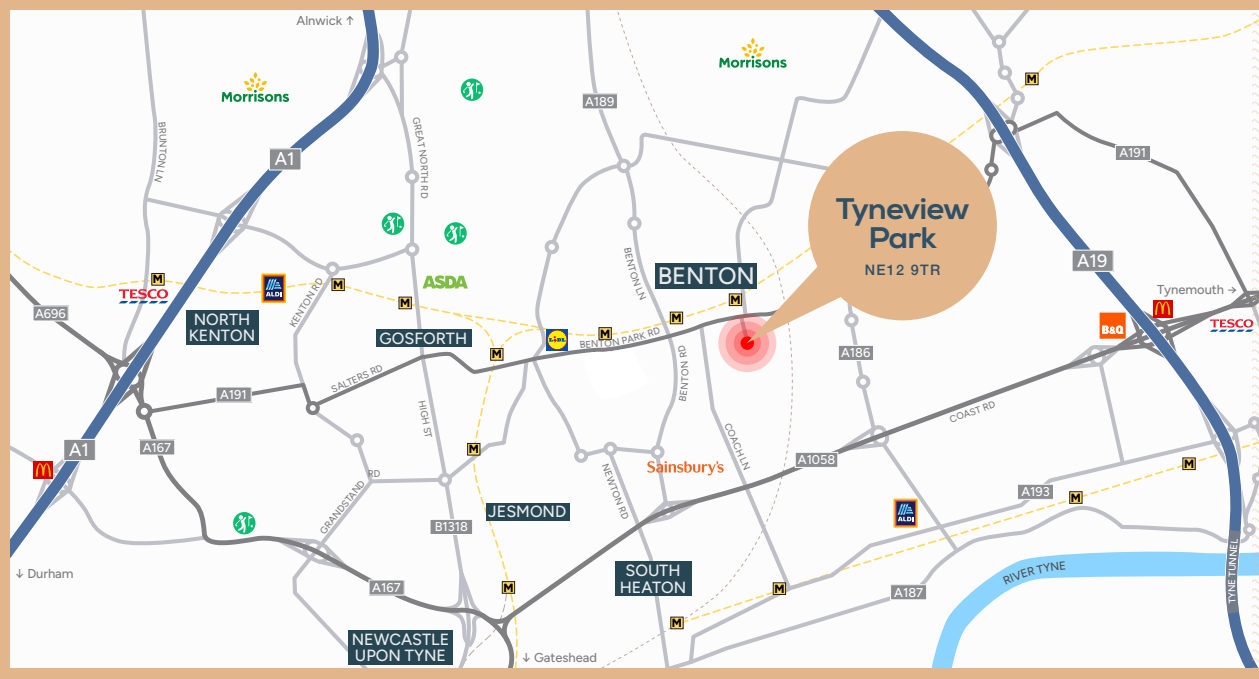 Alnwick ↑
Morrisons
Morrisons
A189
A1
BRUNTON LN
GREAT NORTH RD
A191
Tyneview
Park
NE12 9TR
BENTON LN
BENTON
A19
Tynemouth →
M
M
M
M
M
M
M
M
M
M
M
M
M
M
TESCO
ALDI
ASDA
KENTON RD
A696
NORTH
KENTON
GOSFORTH
LIDL
BENTON PARK RD
B&Q
TESCO
A186
SALTERS RD
A191
BENTON RD
HIGH ST
COAST RD
COACH LN
A1
A167
Sainsbury's
A1058
GRANDSTAND RD
NEWTON RD
A193
JESMOND
ALDI
B1318
↓ Durham
SOUTH
HEATON
RIVER TYNE
TYNE TUNNEL
A167
A187
NEWCASTLE
UPON TYNE
↓ Gateshead